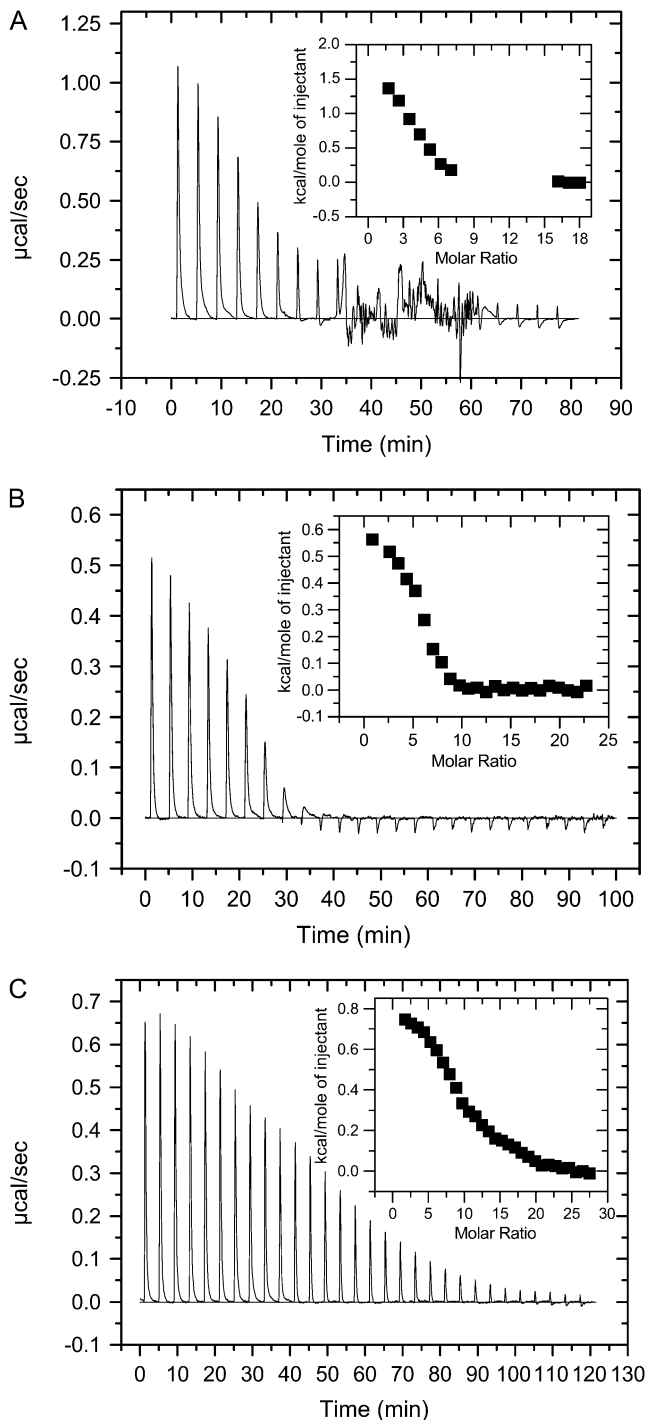 A
1.25
1.00
0.75
0.50
0.25
0.00
-0.25
µcal/sec
-10 0 10 20 30 40 50 60 70 80 90
Time (min)
2.0
1.5
1.0
0.5
0.0
-0.5
kcal/mole of injectant
0 3 6 9 12 15 18
Molar Ratio
B
0.6
0.5
0.4
0.3
0.2
0.1
0.0
-0.1
µcal/sec
0 10 20 30 40 50 60 70 80 90 100
Time (min)
0.6
0.5
0.4
0.3
0.2
0.1
0.0
-0.1
kcal/mole of injectant
0 5 10 15 20 25
Molar Ratio
C
0.7
0.6
0.5
0.4
0.3
0.2
0.1
0.0
-0.1
µcal/sec
0 10 20 30 40 50 60 70 80 90 100 110 120 130
Time (min)
0.8
0.6
0.4
0.2
0.0
kcal/mole of injectant
0 5 10 15 20 25 30
Molar Ratio